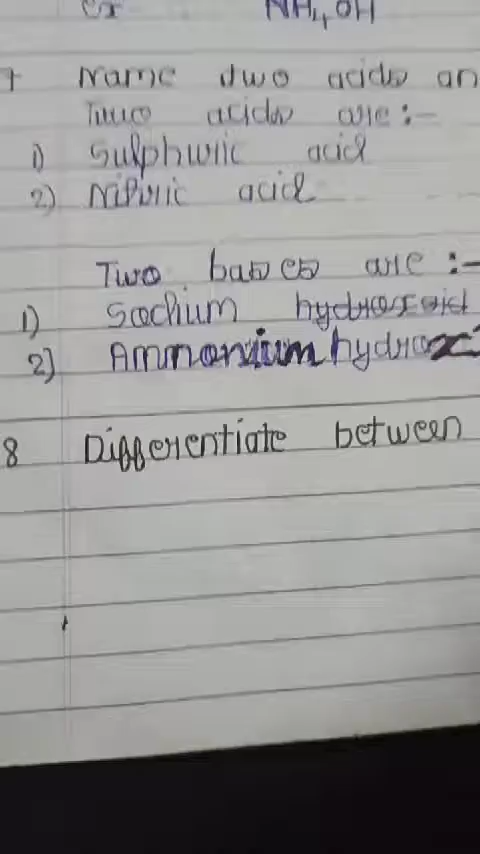 Ex NH4OH
7 Name two acids an
Two acids are :-
1) Sulphuric acid
2) Nitric acid
Two bases are :-
1) Sodium
2) Ammonium
8 Differentiate between